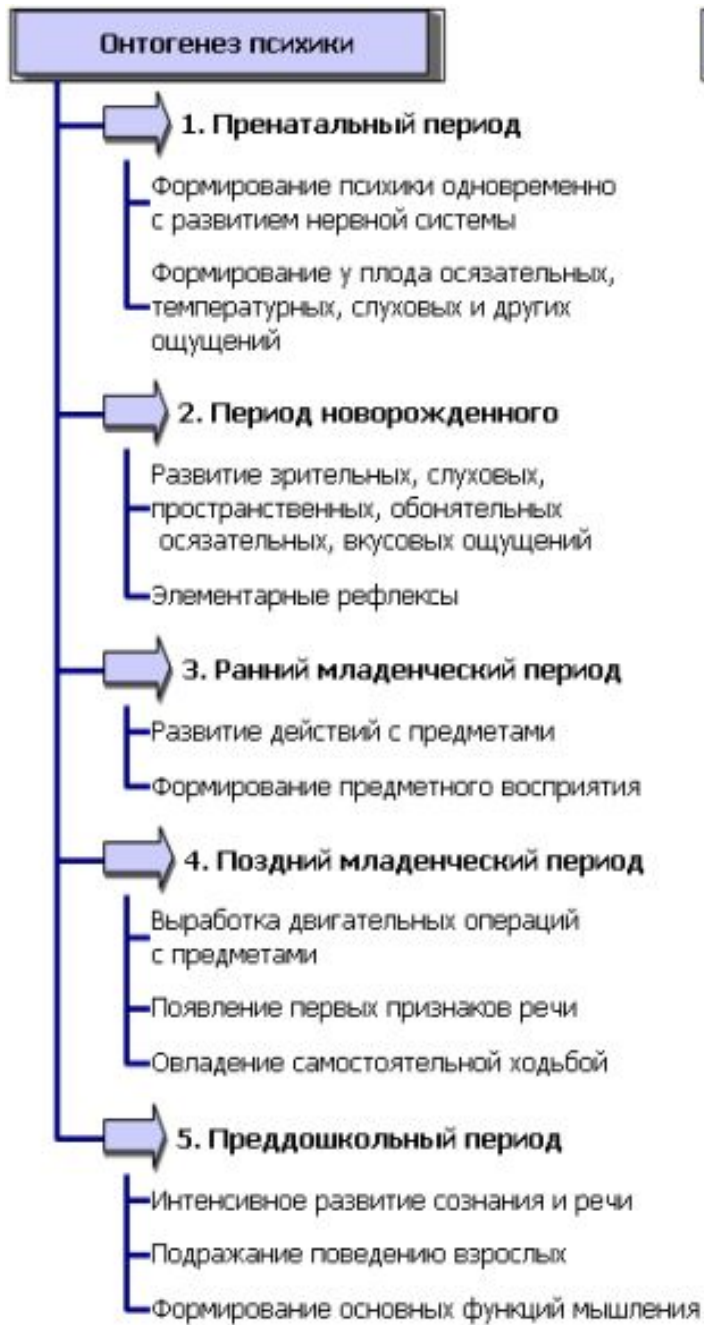 Онтогенез психики
1. Пренатальный период
Формирование психики одновременно
с развитием нервной системы
Формирование у плода осязательных,
температурных, слуховых и других
ощущений
2. Период новорожденного
Развитие зрительных, слуховых,
пространственных, обонятельных
осязательных, вкусовых ощущений
Элементарные рефлексы
3. Ранний младенческий период
Развитие действий с предметами
Формирование предметного восприятия
4. Поздний младенческий период
Выработка двигательных операций
с предметами
Появление первых признаков речи
Овладение самостоятельной ходьбой
5. Преддошкольный период
Интенсивное развитие сознания и речи
Подражание поведению взрослых
Формирование основных функций мышления